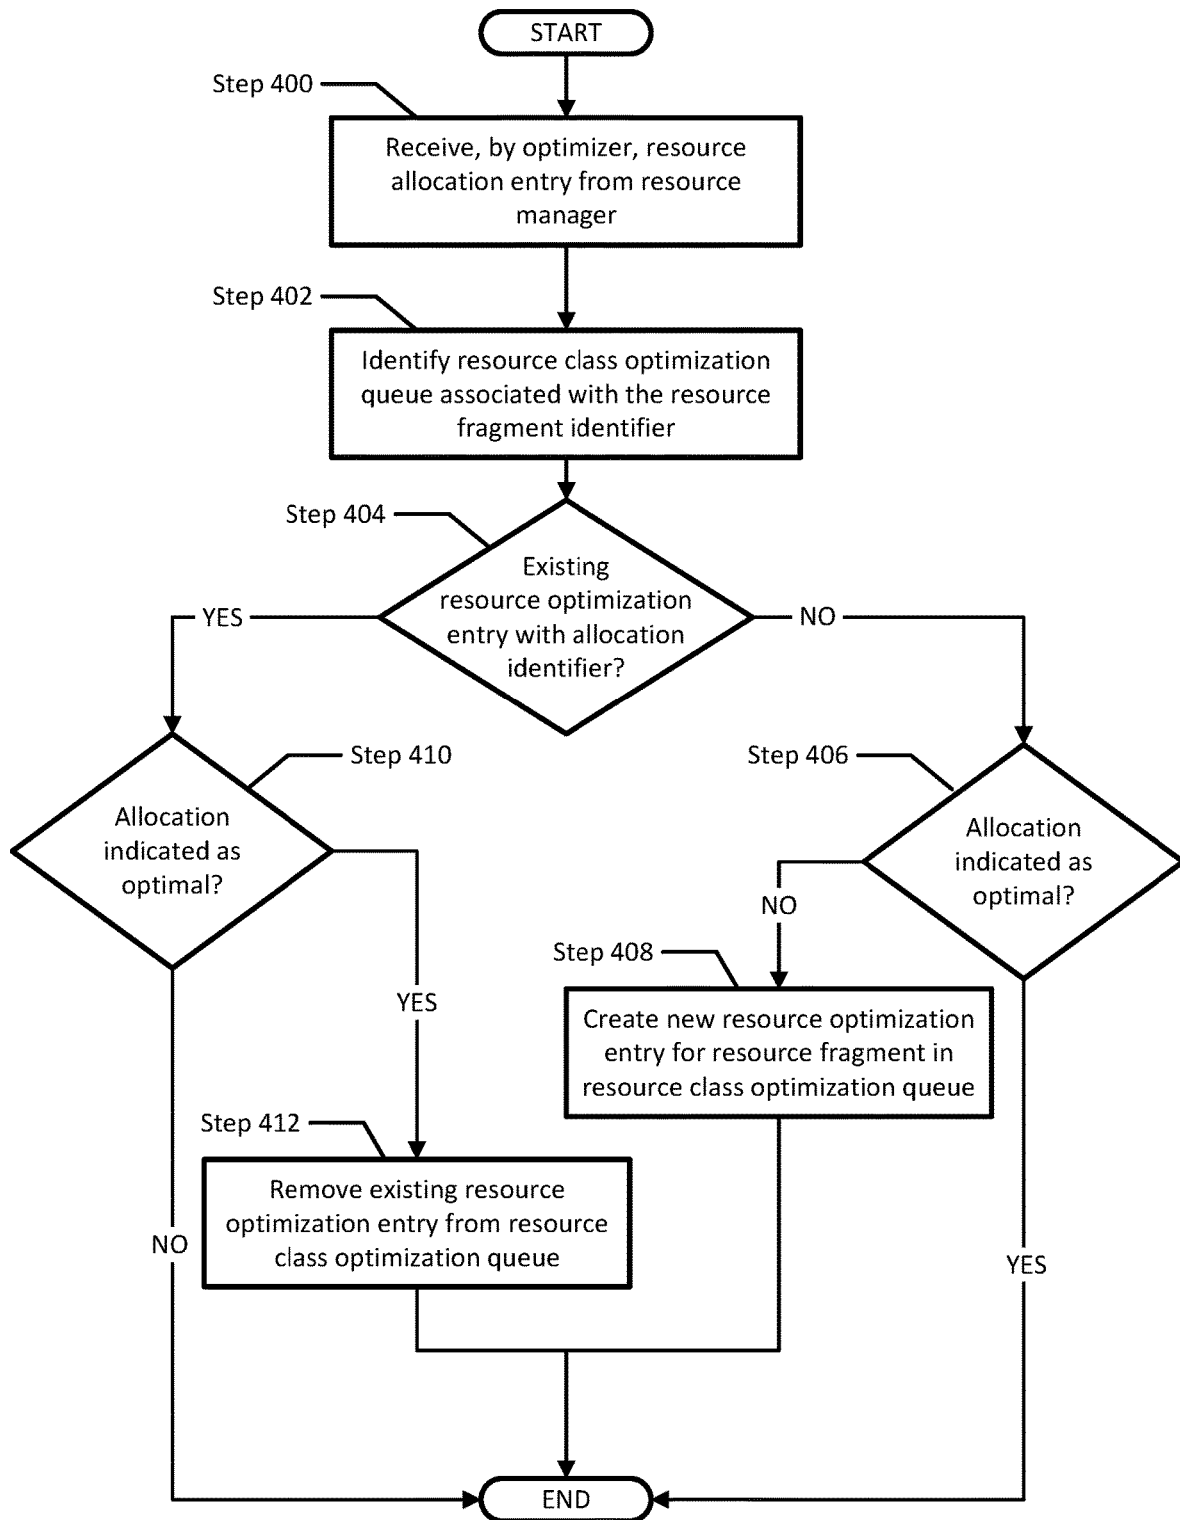 START
Step 400
Receive, by optimizer, resource
allocation entry from resource
manager
Step 402
Identify resource class optimization
queue associated with the resource
fragment identifier
Step 404
Existing
resource optimization
entry with allocation
identifier?
YES
NO
Step 410
Step 406
Allocation
indicated as
optimal?
Allocation
indicated as
optimal?
NO
Step 408
YES
Create new resource optimization
entry for resource fragment in
resource class optimization queue
Step 412
Remove existing resource
optimization entry from resource
class optimization queue
NO
YES
END